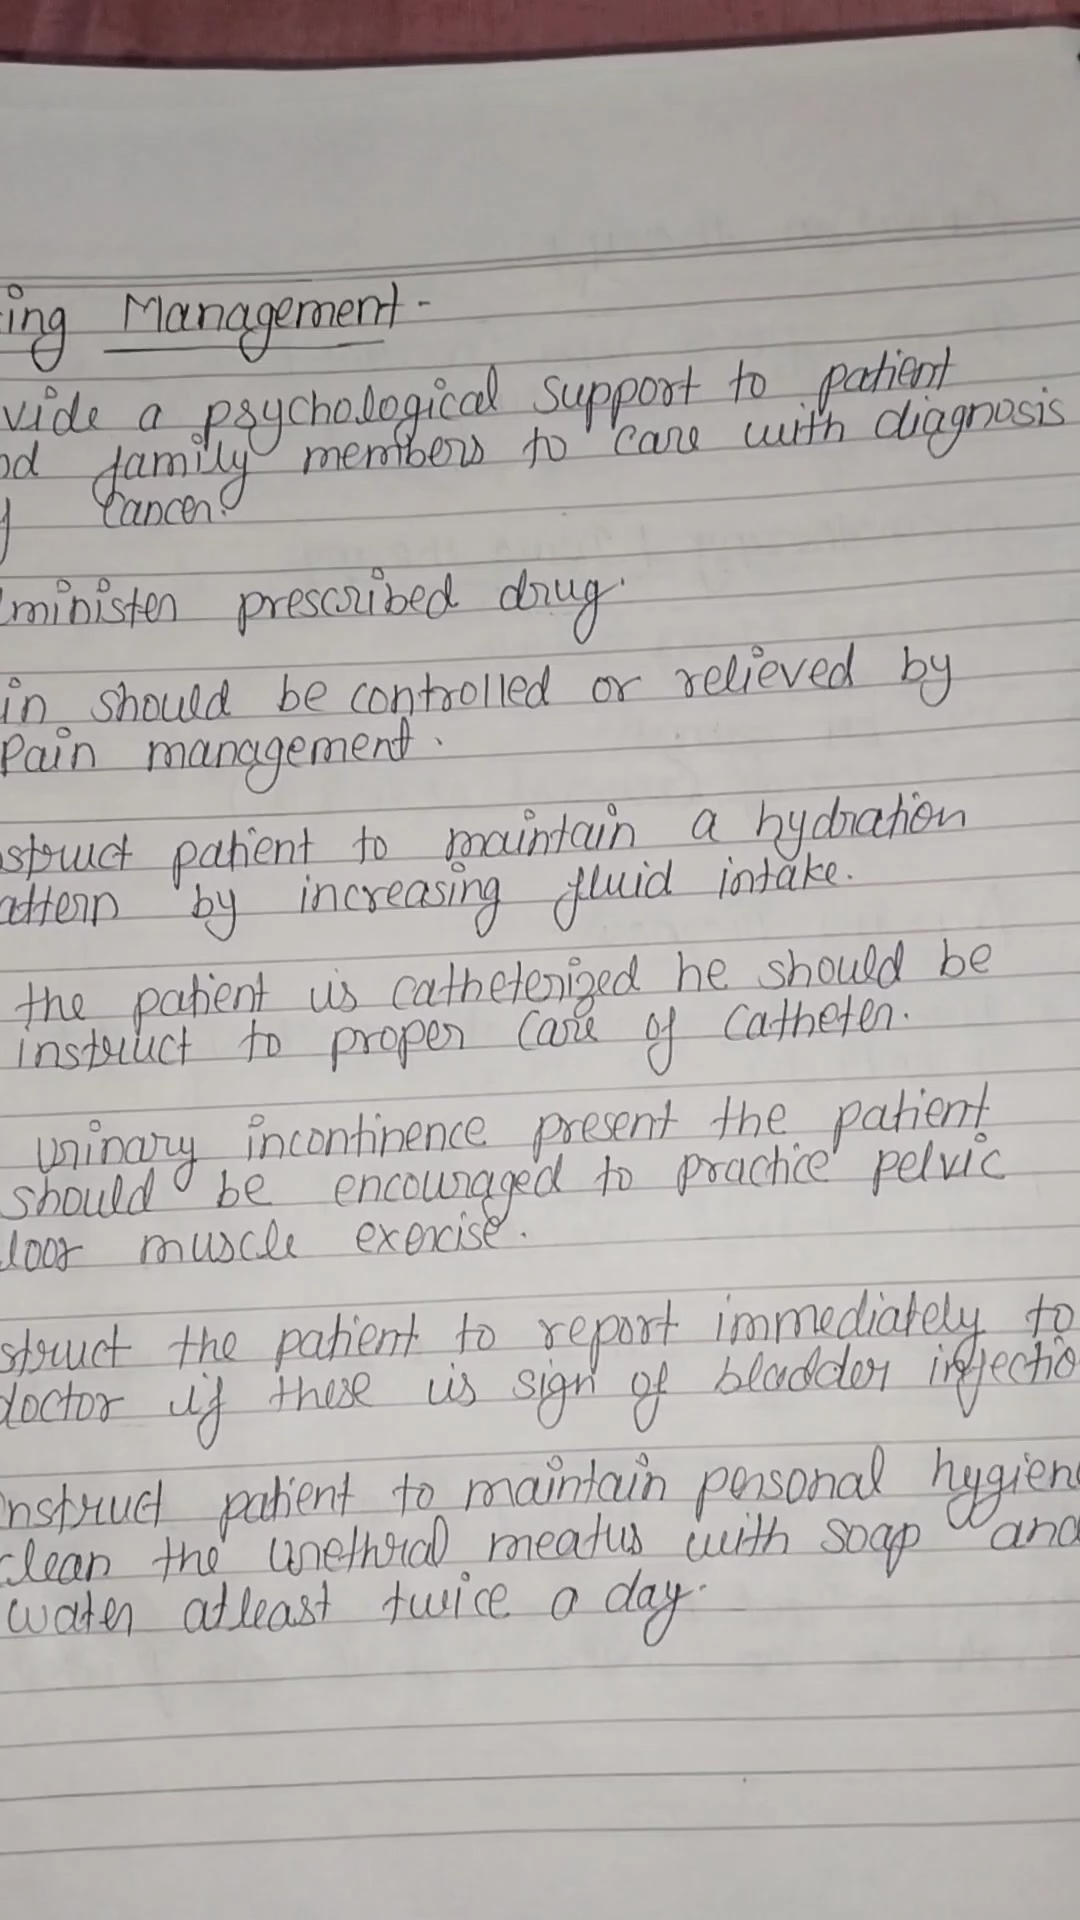 ing Management -
vide a psychological support to patient
nd family members to care with diagnosis
cancer.
minister prescribed drug.
in should be controlled or relieved by
Pain management.
struct patient to maintain a hydration
attern by increasing fluid intake.
the patient is catheterized he should be
instruct to proper care of catheter.
urinary incontinence present the patient
should be encouraged to practice pelvic
loor muscle exercise.
struct the patient to report immediately to
doctor if these is sign of bladder infectio
nstruct patient to maintain personal hygiene
clean the urethral meatus with soap and
water atleast twice a day.